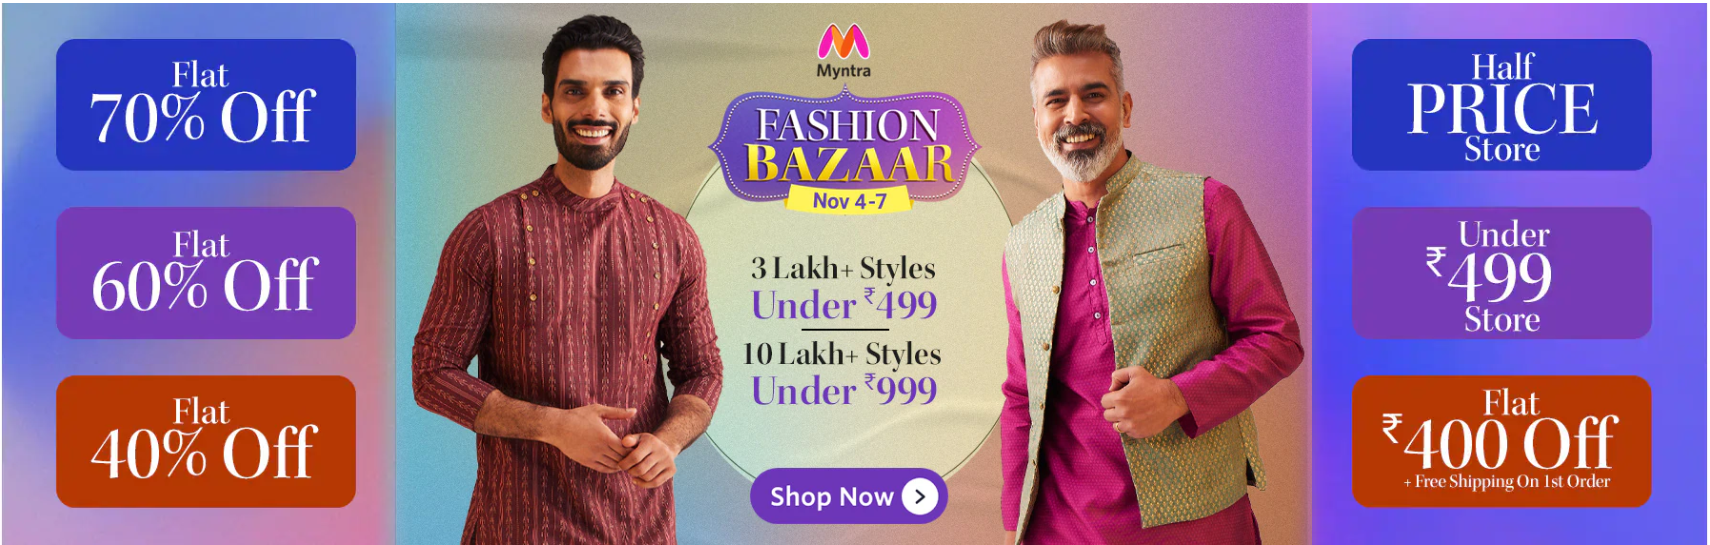 Flat
70% Off
Flat
60% Off
Flat
40% Off
Myntra
FASHION
BAZAAR
Nov 4-7
3 Lakh+ Styles
Under ₹499
10 Lakh+ Styles
Under ₹999
Shop Now
Half
PRICE
Store
Under
₹499
Store
Flat
₹400 Off
+ Free Shipping On 1st Order